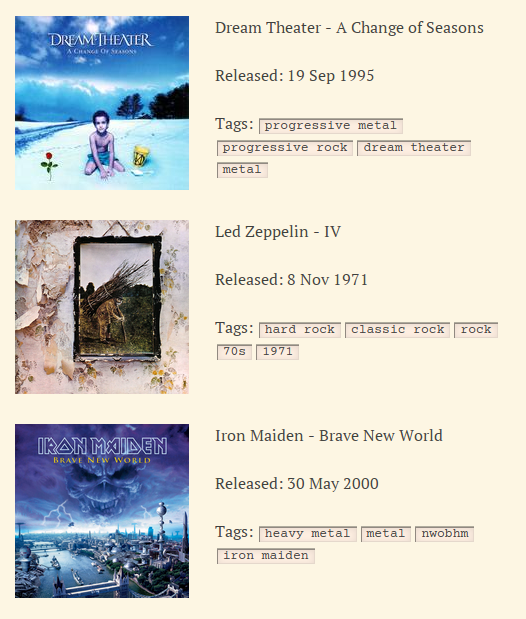 DREAM THEATER
A CHANGE OF SEASONS
Dream Theater - A Change of Seasons
Released: 19 Sep 1995
Tags: progressive metal
progressive rock dream theater
metal
Led Zeppelin - IV
Released: 8 Nov 1971
Tags: hard rock classic rock rock
70s 1971
IRON MAIDEN
BRAVE NEW WORLD
Iron Maiden - Brave New World
Released: 30 May 2000
Tags: heavy metal metal nwobhm
iron maiden